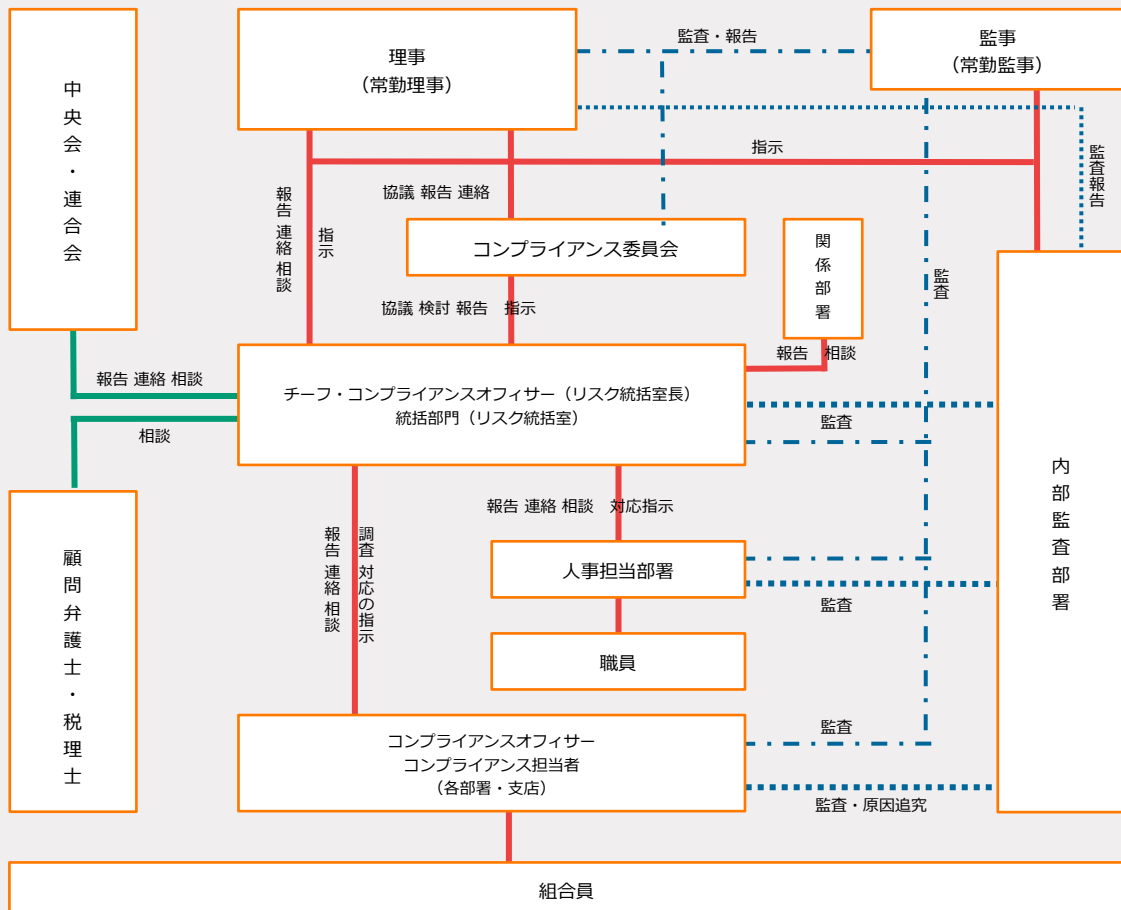 中央会・連合会
理事
（常勤理事）
監査・報告
監事
（常勤監事）
指示
監査報告
報告 連絡 相談
指示
協議 報告 連絡
コンプライアンス委員会
関係部署
監査
協議 検討 報告　指示
報告　相談
報告 連絡 相談
チーフ・コンプライアンスオフィサー（リスク統括室長）
統括部門（リスク統括室）
相談
監査
内部監査部署
顧問弁護士・税理士
報告 連絡 相談　対応指示
報告 連絡 相談
調査 対応の指示
人事担当部署
監査
職員
コンプライアンスオフィサー
コンプライアンス担当者
（各部署・支店）
監査
監査・原因追究
組合員